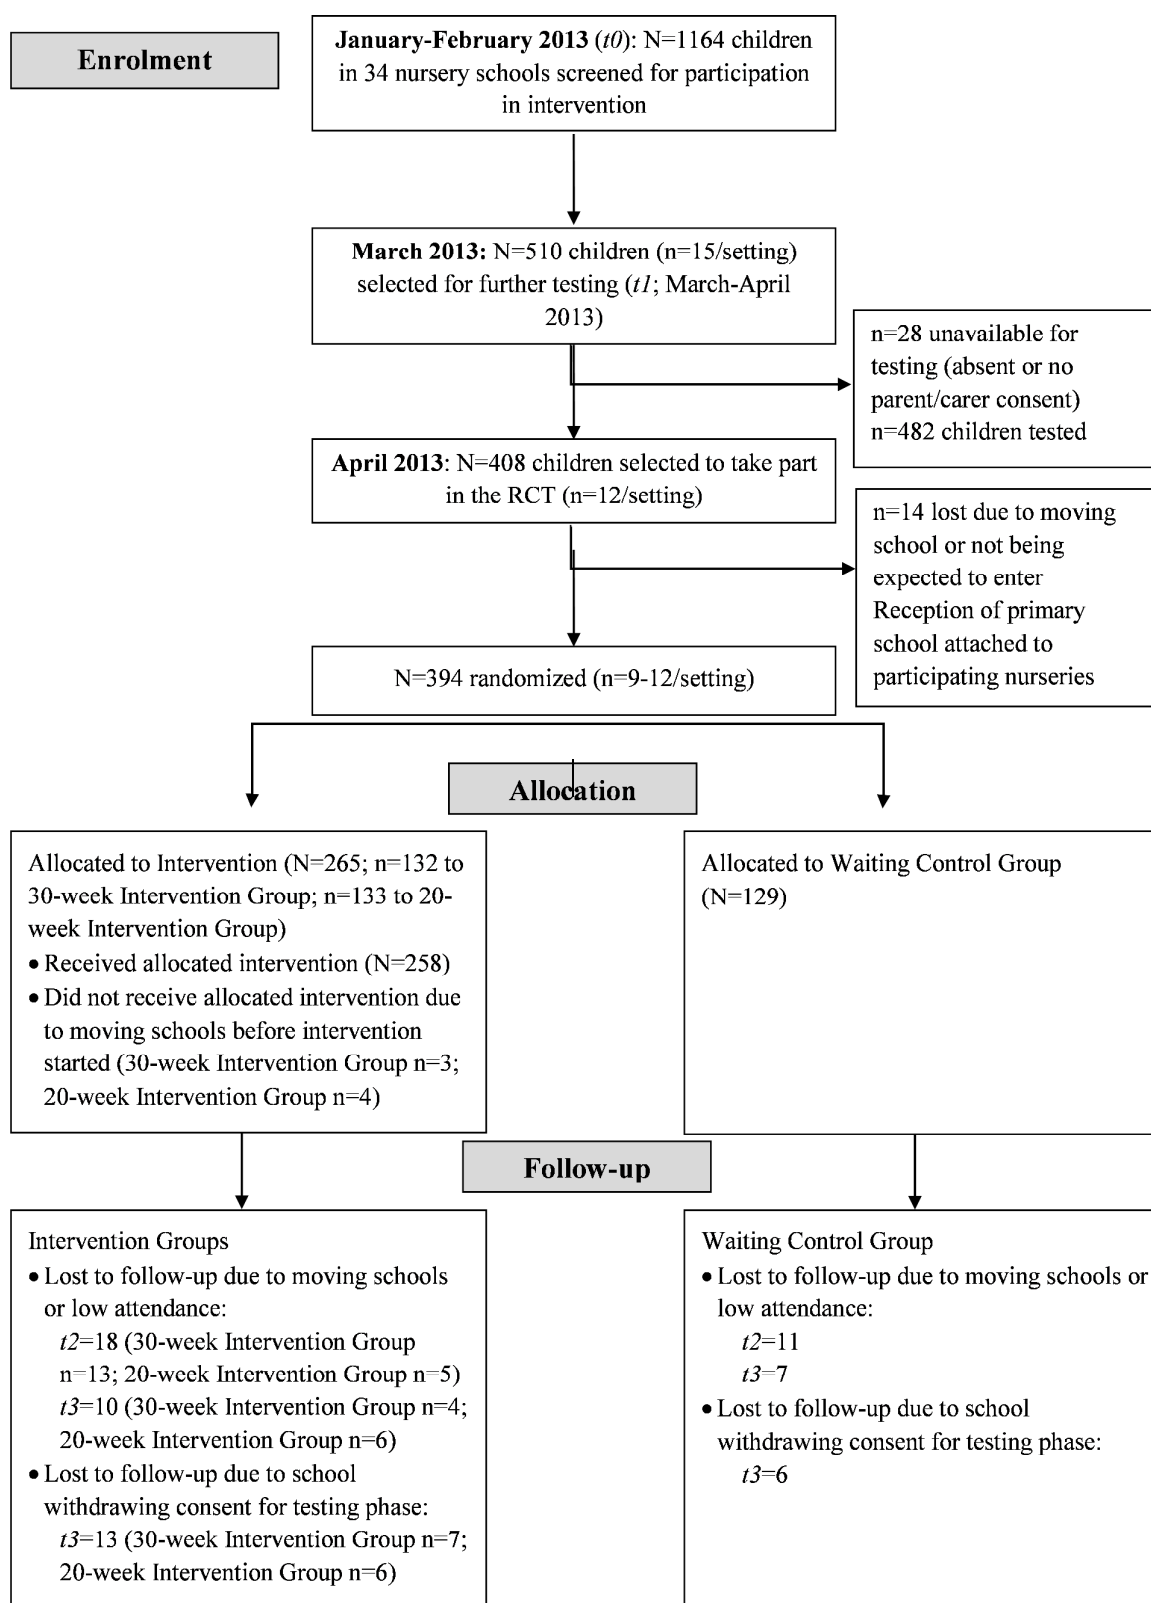 Enrolment
January-February 2013 (t0): N=1164 children
in 34 nursery schools screened for participation
in intervention
March 2013: N=510 children (n=15/setting)
selected for further testing (t1; March-April
2013)
n=28 unavailable for
testing (absent or no
parent/carer consent)
n=482 children tested
April 2013: N=408 children selected to take part
in the RCT (n=12/setting)
n=14 lost due to moving
school or not being
expected to enter
Reception of primary
school attached to
participating nurseries
N=394 randomized (n=9-12/setting)
Allocation
Allocated to Intervention (N=265; n=132 to
30-week Intervention Group; n=133 to 20-
week Intervention Group)
• Received allocated intervention (N=258)
• Did not receive allocated intervention due
to moving schools before intervention
started (30-week Intervention Group n=3;
20-week Intervention Group n=4)
Allocated to Waiting Control Group
(N=129)
Follow-up
Intervention Groups
• Lost to follow-up due to moving schools
or low attendance:
t2=18 (30-week Intervention Group
n=13; 20-week Intervention Group n=5)
t3=10 (30-week Intervention Group n=4;
20-week Intervention Group n=6)
• Lost to follow-up due to school
withdrawing consent for testing phase:
t3=13 (30-week Intervention Group n=7;
20-week Intervention Group n=6)
Waiting Control Group
• Lost to follow-up due to moving schools or
low attendance:
t2=11
t3=7
• Lost to follow-up due to school
withdrawing consent for testing phase:
t3=6